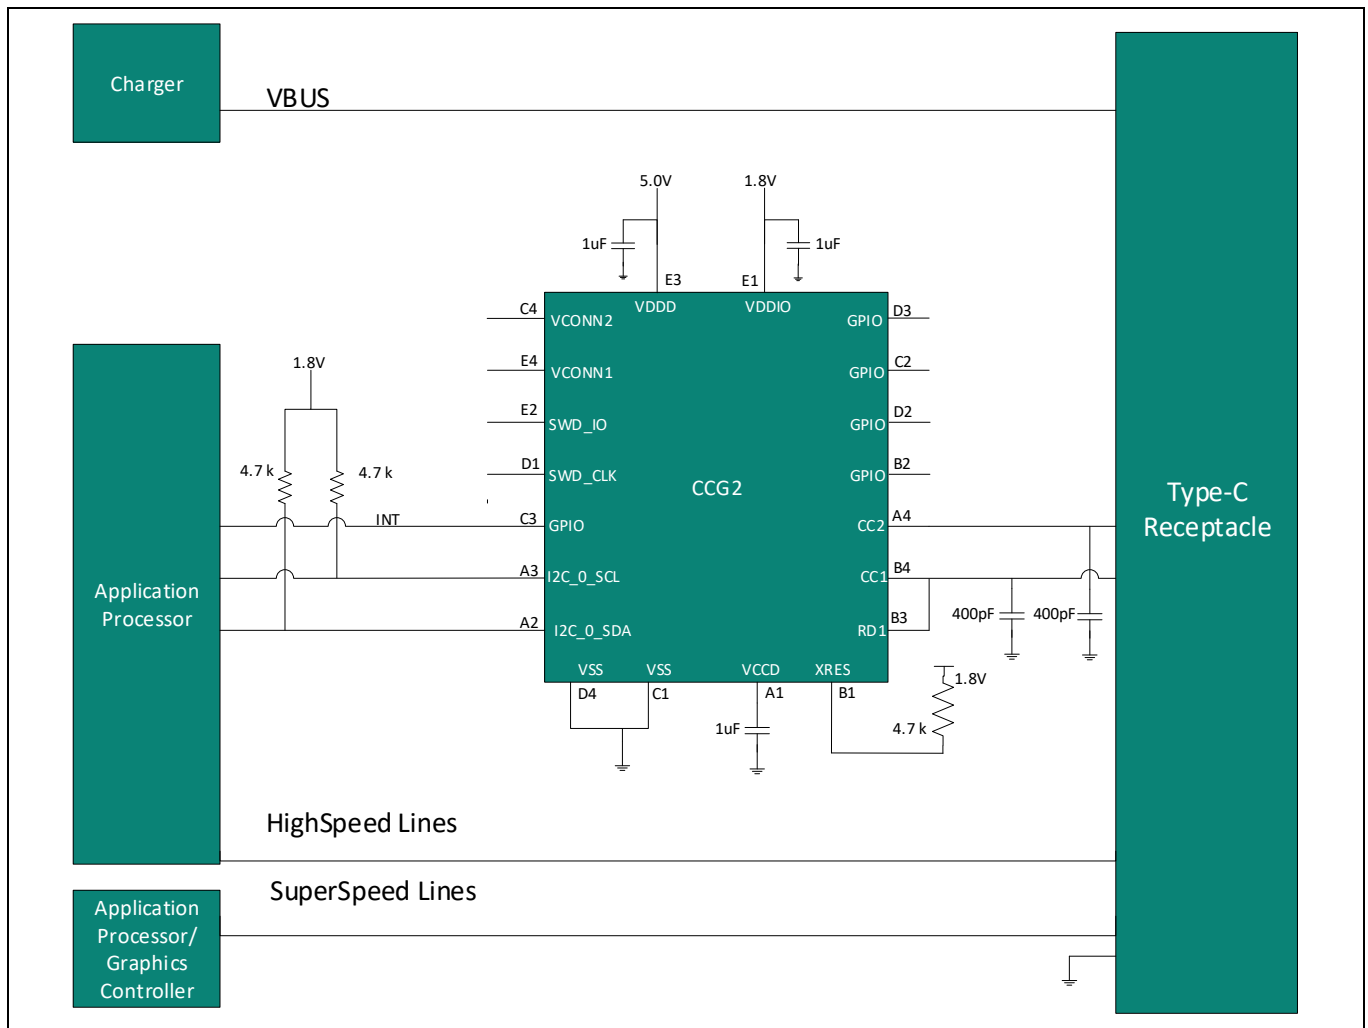 Charger
VBUS
5.0V
1.8V
1uF
1uF
E3
E1
VDDD
VDDIO
C4
VCONN2
GPIO
D3
E4
VCONN1
GPIO
C2
1.8V
E2
SWD_IO
GPIO
D2
4.7 k
4.7 k
D1
SWD_CLK
GPIO
B2
CCG2
Type-C
Receptacle
INT
C3
GPIO
CC2
A4
A3
I2C_0_SCL
CC1
B4
Application
Processor
A2
I2C_0_SDA
RD1
B3
400pF
400pF
VSS
VSS
VCCD
XRES
D4
C1
A1
B1
1.8V
1uF
4.7 k
HighSpeed Lines
SuperSpeed Lines
Application
Processor/
Graphics
Controller